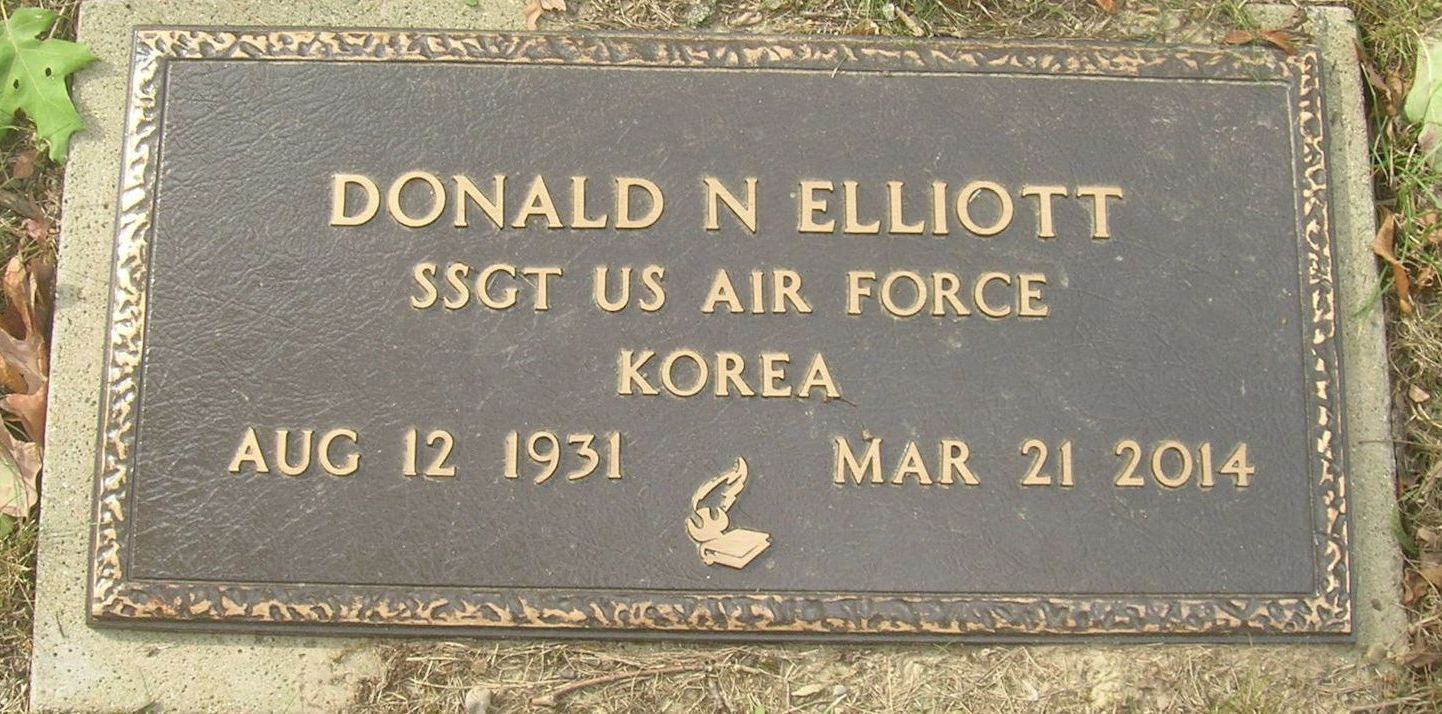 DONALD N ELLIOTT
SSGT US AIR FORCE
KOREA
AUG 12 1931 MAR 21 2014